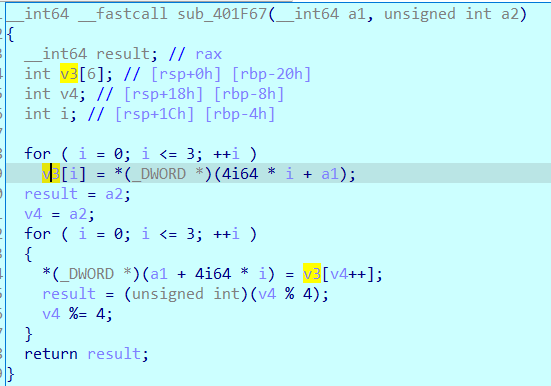 __int64 __fastcall sub_401F67(__int64 a1, unsigned int a2)
{
__int64 result; // rax
int v3[6]; // [rsp+0h] [rbp-20h]
int v4; // [rsp+18h] [rbp-8h]
int i; // [rsp+1Ch] [rbp-4h]
for ( i = 0; i <= 3; ++i )
v3[i] = *(_DWORD *)(4i64 * i + a1);
result = a2;
v4 = a2;
for ( i = 0; i <= 3; ++i )
{
*(_DWORD *)(a1 + 4i64 * i) = v3[v4++];
result = (unsigned int)(v4 % 4);
v4 %= 4;
}
return result;
}